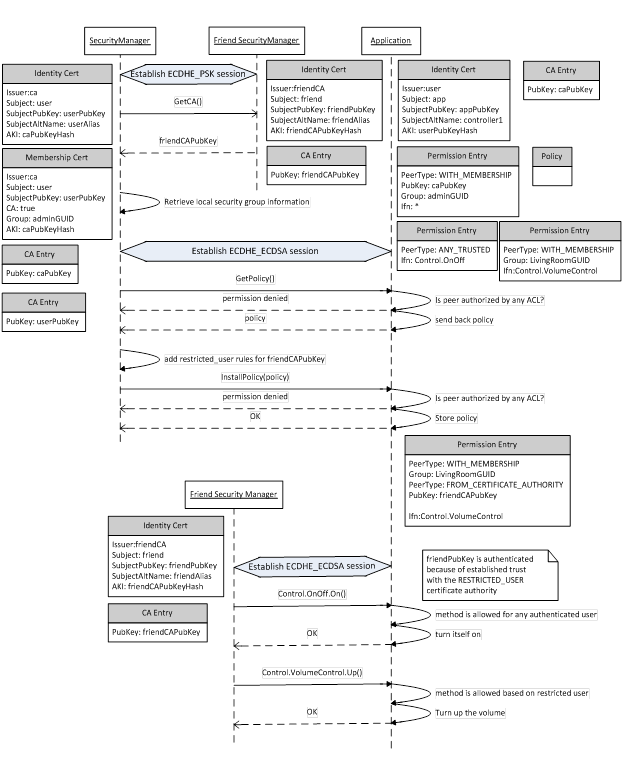 SecurityManager
Friend SecurityManager
Application
Identity Cert
Issuer:ca
Subject: user
SubjectPubKey: userPubKey
SubjectAltName: userAlias
AKI: caPubKeyHash
Establish ECDHE_PSK session
GetCA()
friendCAPubKey
Identity Cert
Issuer:friendCA
Subject: friend
SubjectPubKey: friendPubKey
SubjectAltName: friendAlias
AKI: friendCAPubKeyHash
Identity Cert
Issuer:user
Subject: app
SubjectPubKey: appPubKey
SubjectAltName: controller1
AKI: userPubKeyHash
CA Entry
PubKey: caPubKey
Membership Cert
Issuer:ca
Subject: user
SubjectPubKey: userPubKey
CA: true
Group: adminGUID
AKI: caPubKeyHash
CA Entry
PubKey: friendCAPubKey
Permission Entry
PeerType: WITH_MEMBERSHIP
PubKey: caPubKey
Group: adminGUID
Ifn: *
Policy
Retrieve local security group information
Permission Entry
PeerType: ANY_TRUSTED
Ifn: Control.OnOff
Permission Entry
PeerType: WITH_MEMBERSHIP
Group: LivingRoomGUID
Ifn:Control.VolumeControl
CA Entry
PubKey: caPubKey
Establish ECDHE_ECDSA session
GetPolicy()
CA Entry
PubKey: userPubKey
permission denied
Is peer authorized by any ACL?
policy
send back policy
add restricted_user rules for friendCAPubKey
InstallPolicy(policy)
permission denied
Is peer authorized by any ACL?
OK
Store policy
Permission Entry
PeerType: WITH_MEMBERSHIP
Group: LivingRoomGUID
PeerType: FROM_CERTIFICATE_AUTHORITY
PubKey: friendCAPubKey
Ifn:Control.VolumeControl
Friend Security Manager
Identity Cert
Issuer:friendCA
Subject: friend
SubjectPubKey: friendPubKey
SubjectAltName: friendAlias
AKI: friendCAPubKeyHash
Establish ECDHE_ECDSA session
friendPubKey is authenticated
because of established trust
with the RESTRICTED_USER
certificate authority
CA Entry
PubKey: friendCAPubKey
Control.OnOff.On()
method is allowed for any authenticated user
OK
turn itself on
Control.VolumeControl.Up()
method is allowed based on restricted user
OK
Turn up the volume